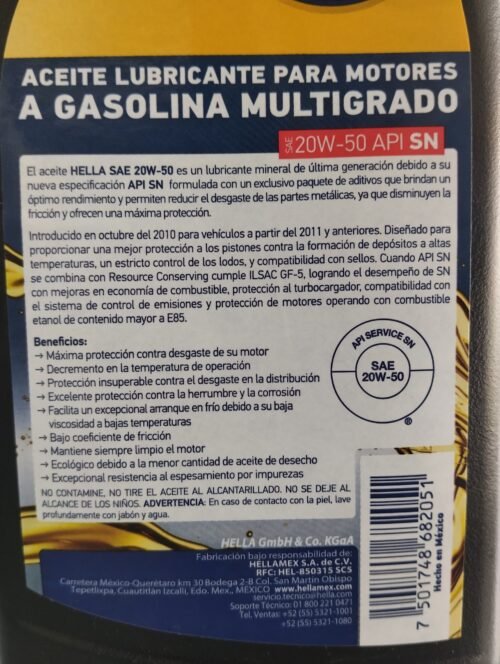 ACEITE LUBRICANTE PARA MOTORES
A GASOLINA MULTIGRADO
SAE 20W-50 API SN
El aceite HELLA SAE 20W-50 es un lubricante mineral de última generación debido a su
nueva especificación API SN formulada con un exclusivo paquete de aditivos que brindan un
óptimo rendimiento y permiten reducir el desgaste de las partes metálicas, ya que disminuyen la
fricción y ofrecen una máxima protección.
Introducido en octubre del 2010 para vehículos a partir del 2011 y anteriores. Diseñado para
proporcionar una mejor protección a los pistones contra la formación de depósitos a altas
temperaturas, un estricto control de los lodos, y compatibilidad con sellos. Cuando API SN
se combina con Resource Conserving cumple ILSAC GF-5, logrando el desempeño de SN
con mejoras en economía de combustible, protección al turbocargador, compatibilidad con
el sistema de control de emisiones y protección de motores operando con combustible
etanol de contenido mayor a E85.
Beneficios:
→ Máxima protección contra desgaste de su motor
→ Decremento en la temperatura de operación
→ Protección insuperable contra el desgaste en la distribución
→ Excelente protección contra la herrumbre y la corrosión
→ Facilita un excepcional arranque en frío debido a su baja
viscosidad a bajas temperaturas
→ Bajo coeficiente de fricción
→ Mantiene siempre limpio el motor
→ Ecológico debido a la menor cantidad de aceite de desecho
→ Excepcional resistencia al espesamiento por impurezas
API SERVICE SN
SAE
20W-50
®
NO CONTAMINE, NO TIRE EL ACEITE AL ALCANTARILLADO. NO SE DEJE AL
ALCANCE DE LOS NIÑOS. ADVERTENCIA: En caso de contacto con la piel, lave
profundamente con jabón y agua.
HELLA GmbH & Co. KGaA
Fabricación bajo responsabilidad de:
HELLAMEX S.A. de C.V.
RFC: HEL-850315 SC5
Carretera México-Querétaro km 30 Bodega 2-B Col. San Martín Obispo
Tepetlixpa, Cuautitlán Izcalli, Edo. Mex., MÉXICO www.hellamex.com
servicio.tecnico@hella.com
Soporte Técnico: 01 800 221 0471
Tel. Ventas: +52 (55) 5321-1001
+52 (55) 5321-1080
7 501748 682051
Hecho en México